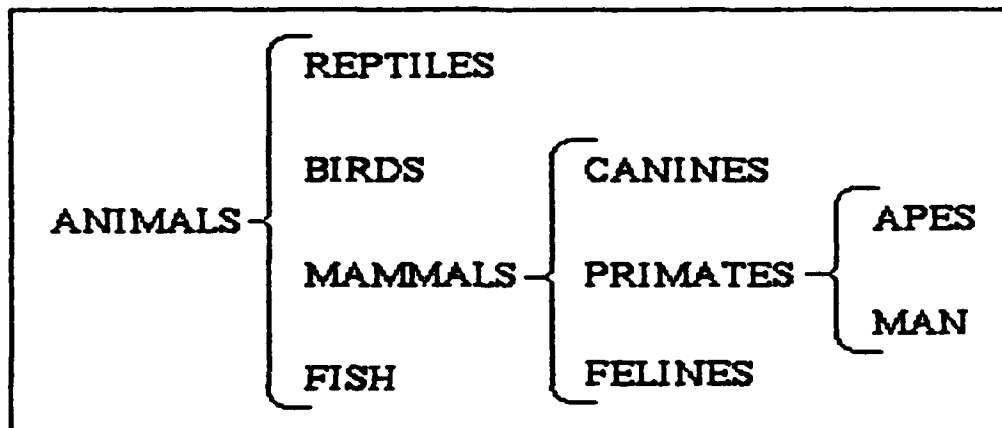 REPTILES
BIRDS
CANINES
ANIMALS
APES
MAMMALS
PRIMATES
MAN
FISH
FELINES